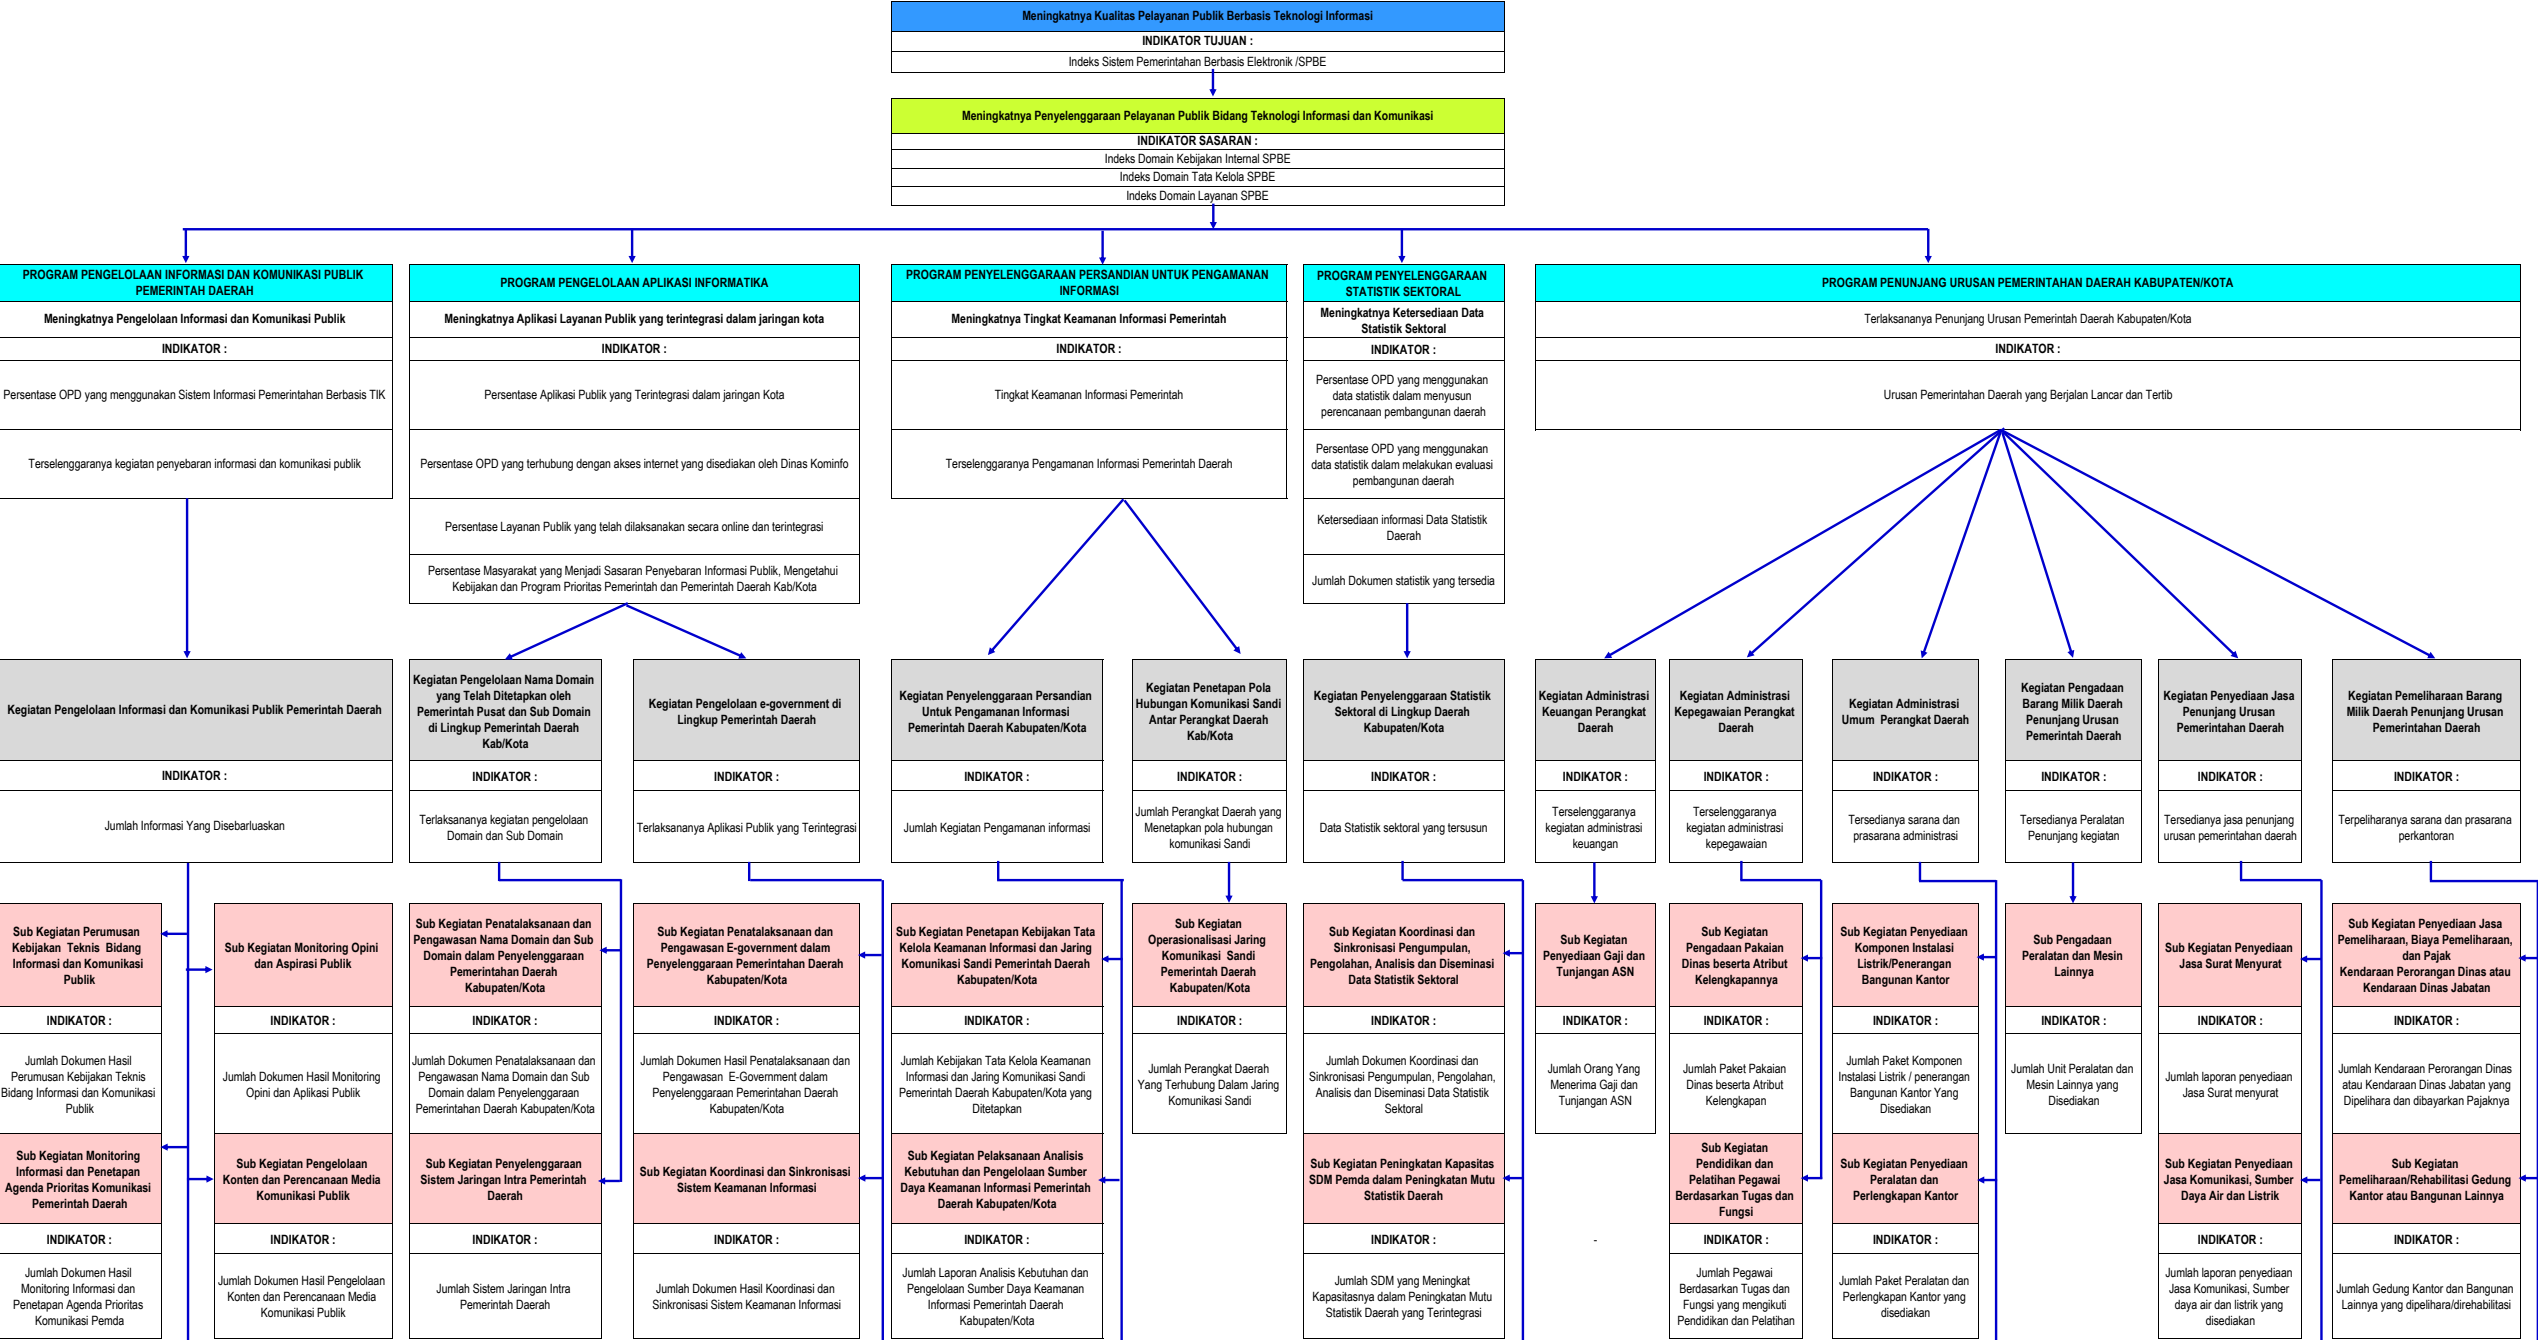 Meningkatnya Kualitas Pelayanan Publik Berbasis Teknologi Informasi
INDIKATOR TUJUAN :
Indeks Sistem Pemerintahan Berbasis Elektronik /SPBE
Meningkatnya Penyelenggaraan Pelayanan Publik Bidang Teknologi Informasi dan Komunikasi
INDIKATOR SASARAN :
Indeks Domain Kebijakan Internal SPBE
Indeks Domain Tata Kelola SPBE
Indeks Domain Layanan SPBE
PROGRAM PENGELOLAAN INFORMASI DAN KOMUNIKASI PUBLIK
PEMERINTAH DAERAH
Meningkatnya Pengelolaan Informasi dan Komunikasi Publik
INDIKATOR :
Persentase OPD yang menggunakan Sistem Informasi Pemerintahan Berbasis TIK
Terselenggaranya kegiatan penyebaran informasi dan komunikasi publik
PROGRAM PENGELOLAAN APLIKASI INFORMATIKA
Meningkatnya Aplikasi Layanan Publik yang terintegrasi dalam jaringan kota
INDIKATOR :
Persentase Aplikasi Publik yang Terintegrasi dalam jaringan Kota
Persentase OPD yang terhubung dengan akses internet yang disediakan oleh Dinas Kominfo
Persentase Layanan Publik yang telah dilaksanakan secara online dan terintegrasi
Persentase Masyarakat yang Menjadi Sasaran Penyebaran Informasi Publik, Mengetahui
Kebijakan dan Program Prioritas Pemerintah dan Pemerintah Daerah Kab/Kota
PROGRAM PENYELENGGARAAN PERSANDIAN UNTUK PENGAMANAN
INFORMASI
Meningkatnya Tingkat Keamanan Informasi Pemerintah
INDIKATOR :
Tingkat Keamanan Informasi Pemerintah
Terselenggaranya Pengamanan Informasi Pemerintah Daerah
PROGRAM PENYELENGGARAAN
STATISTIK SEKTORAL
Meningkatnya Ketersediaan Data
Statistik Sektoral
INDIKATOR :
Persentase OPD yang menggunakan
data statistik dalam menyusun
perencanaan pembangunan daerah
Persentase OPD yang menggunakan
data statistik dalam melakukan evaluasi
pembangunan daerah
Ketersediaan informasi Data Statistik
Daerah
Jumlah Dokumen statistik yang tersedia
PROGRAM PENUNJANG URUSAN PEMERINTAHAN DAERAH KABUPATEN/KOTA
Terlaksananya Penunjang Urusan Pemerintah Daerah Kabupaten/Kota
INDIKATOR :
Urusan Pemerintahan Daerah yang Berjalan Lancar dan Tertib
Kegiatan Pengelolaan Informasi dan Komunikasi Publik Pemerintah Daerah
INDIKATOR :
Jumlah Informasi Yang Disebarluaskan
Kegiatan Pengelolaan Nama Domain
yang Telah Ditetapkan oleh
Pemerintah Pusat dan Sub Domain
di Lingkup Pemerintah Daerah
Kab/Kota
INDIKATOR :
Terlaksananya kegiatan pengelolaan
Domain dan Sub Domain
Kegiatan Pengelolaan e-government di
Lingkup Pemerintah Daerah
INDIKATOR :
Terlaksananya Aplikasi Publik yang Terintegrasi
Kegiatan Penyelenggaraan Persandian
Untuk Pengamanan Informasi
Pemerintah Daerah Kabupaten/Kota
INDIKATOR :
Jumlah Kegiatan Pengamanan informasi
Kegiatan Penetapan Pola
Hubungan Komunikasi Sandi
Antar Perangkat Daerah
Kab/Kota
INDIKATOR :
Jumlah Perangkat Daerah yang
Menetapkan pola hubungan
komunikasi Sandi
Kegiatan Penyelenggaraan Statistik
Sektoral di Lingkup Daerah
Kabupaten/Kota
INDIKATOR :
Data Statistik sektoral yang tersusun
Kegiatan Administrasi
Keuangan Perangkat
Daerah
INDIKATOR :
Terselenggaranya
kegiatan administrasi
keuangan
Kegiatan Administrasi
Kepegawaian Perangkat
Daerah
INDIKATOR :
Terselenggaranya
kegiatan administrasi
kepegawaian
Kegiatan Administrasi
Umum Perangkat Daerah
INDIKATOR :
Tersedianya sarana dan
prasarana administrasi
Kegiatan Pengadaan
Barang Milik Daerah
Penunjang Urusan
Pemerintah Daerah
INDIKATOR :
Tersedianya Peralatan
Penunjang kegiatan
Kegiatan Penyediaan Jasa
Penunjang Urusan
Pemerintahan Daerah
INDIKATOR :
Tersedianya jasa penunjang
urusan pemerintahan daerah
Kegiatan Pemeliharaan Barang
Milik Daerah Penunjang Urusan
Pemerintahan Daerah
INDIKATOR :
Terpeliharanya sarana dan prasarana
perkantoran
Sub Kegiatan Perumusan
Kebijakan Teknis Bidang
Informasi dan Komunikasi
Publik
INDIKATOR :
Jumlah Dokumen Hasil
Perumusan Kebijakan Teknis
Bidang Informasi dan Komunikasi
Publik
Sub Kegiatan Monitoring Opini
dan Aspirasi Publik
INDIKATOR :
Jumlah Dokumen Hasil Monitoring
Opini dan Aplikasi Publik
Sub Kegiatan Penatalaksanaan dan
Pengawasan Nama Domain dan Sub
Domain dalam Penyelenggaraan
Pemerintahan Daerah
Kabupaten/Kota
INDIKATOR :
Jumlah Dokumen Penatalaksanaan dan
Pengawasan Nama Domain dan Sub
Domain dalam Penyelenggaraan
Pemerintahan Daerah Kabupaten/Kota
Sub Kegiatan Penatalaksanaan dan
Pengawasan E-government dalam
Penyelenggaraan Pemerintahan Daerah
Kabupaten/Kota
INDIKATOR :
Jumlah Dokumen Hasil Penatalaksanaan dan
Pengawasan E-Government dalam
Penyelenggaraan Pemerintahan Daerah
Kabupaten/Kota
Sub Kegiatan Penetapan Kebijakan Tata
Kelola Keamanan Informasi dan Jaring
Komunikasi Sandi Pemerintah Daerah
Kabupaten/Kota
INDIKATOR :
Jumlah Kebijakan Tata Kelola Keamanan
Informasi dan Jaring Komunikasi Sandi
Pemerintah Daerah Kabupaten/Kota yang
Ditetapkan
Sub Kegiatan
Operasionalisasi Jaring
Komunikasi Sandi
Pemerintah Daerah
Kabupaten/Kota
INDIKATOR :
Jumlah Perangkat Daerah
Yang Terhubung Dalam Jaring
Komunikasi Sandi
Sub Kegiatan Koordinasi dan
Sinkronisasi Pengumpulan,
Pengolahan, Analisis dan Diseminasi
Data Statistik Sektoral
INDIKATOR :
Jumlah Dokumen Koordinasi dan
Sinkronisasi Pengumpulan, Pengolahan,
Analisis dan Diseminasi Data Statistik
Sektoral
Sub Kegiatan
Penyediaan Gaji dan
Tunjangan ASN
INDIKATOR :
Jumlah Orang Yang
Menerima Gaji dan
Tunjangan ASN
Sub Kegiatan
Pengadaan Pakaian
Dinas beserta Atribut
Kelengkapannya
INDIKATOR :
Jumlah Paket Pakaian
Dinas beserta Atribut
Kelengkapan
Sub Kegiatan Penyediaan
Komponen Instalasi
Listrik/Penerangan
Bangunan Kantor
INDIKATOR :
Jumlah Paket Komponen
Instalasi Listrik / penerangan
Bangunan Kantor Yang
Disediakan
Sub Pengadaan
Peralatan dan Mesin
Lainnya
INDIKATOR :
Jumlah Unit Peralatan dan
Mesin Lainnya yang
Disediakan
Sub Kegiatan Penyediaan
Jasa Surat Menyurat
INDIKATOR :
Jumlah laporan penyediaan
Jasa Surat menyurat
Sub Kegiatan Penyediaan Jasa
Pemeliharaan, Biaya Pemeliharaan,
dan Pajak
Kendaraan Perorangan Dinas atau
Kendaraan Dinas Jabatan
INDIKATOR :
Jumlah Kendaraan Perorangan Dinas
atau Kendaraan Dinas Jabatan yang
Dipelihara dan dibayarkan Pajaknya
Sub Kegiatan Monitoring
Informasi dan Penetapan
Agenda Prioritas Komunikasi
Pemerintah Daerah
INDIKATOR :
Jumlah Dokumen Hasil
Monitoring Informasi dan
Penetapan Agenda Prioritas
Komunikasi Pemda
Sub Kegiatan Pengelolaan
Konten dan Perencanaan Media
Komunikasi Publik
INDIKATOR :
Jumlah Dokumen Hasil Pengelolaan
Konten dan Perencanaan Media
Komunikasi Publik
Sub Kegiatan Penyelenggaraan
Sistem Jaringan Intra Pemerintah
Daerah
INDIKATOR :
Jumlah Sistem Jaringan Intra
Pemerintah Daerah
Sub Kegiatan Koordinasi dan Sinkronisasi
Sistem Keamanan Informasi
INDIKATOR :
Jumlah Dokumen Hasil Koordinasi dan
Sinkronisasi Sistem Keamanan Informasi
Sub Kegiatan Pelaksanaan Analisis
Kebutuhan dan Pengelolaan Sumber
Daya Keamanan Informasi Pemerintah
Daerah Kabupaten/Kota
INDIKATOR :
Jumlah Laporan Analisis Kebutuhan dan
Pengelolaan Sumber Daya Keamanan
Informasi Pemerintah Daerah
Kabupaten/Kota
Sub Kegiatan Peningkatan Kapasitas
SDM Pemda dalam Peningkatan Mutu
Statistik Daerah
INDIKATOR :
Jumlah SDM yang Meningkat
Kapasitasnya dalam Peningkatan Mutu
Statistik Daerah yang Terintegrasi
-
Sub Kegiatan
Pendidikan dan
Pelatihan Pegawai
Berdasarkan Tugas dan
Fungsi
INDIKATOR :
Jumlah Pegawai
Berdasarkan Tugas dan
Fungsi yang mengikuti
Pendidikan dan Pelatihan
Sub Kegiatan Penyediaan
Peralatan dan
Perlengkapan Kantor
INDIKATOR :
Jumlah Paket Peralatan dan
Perlengkapan Kantor yang
disediakan
Sub Kegiatan Penyediaan
Jasa Komunikasi, Sumber
Daya Air dan Listrik
INDIKATOR :
Jumlah laporan penyediaan
Jasa Komunikasi, Sumber
daya air dan listrik yang
disediakan
Sub Kegiatan
Pemeliharaan/Rehabilitasi Gedung
Kantor atau Bangunan Lainnya
INDIKATOR :
Jumlah Gedung Kantor dan Bangunan
Lainnya yang dipelihara/direhabilitasi